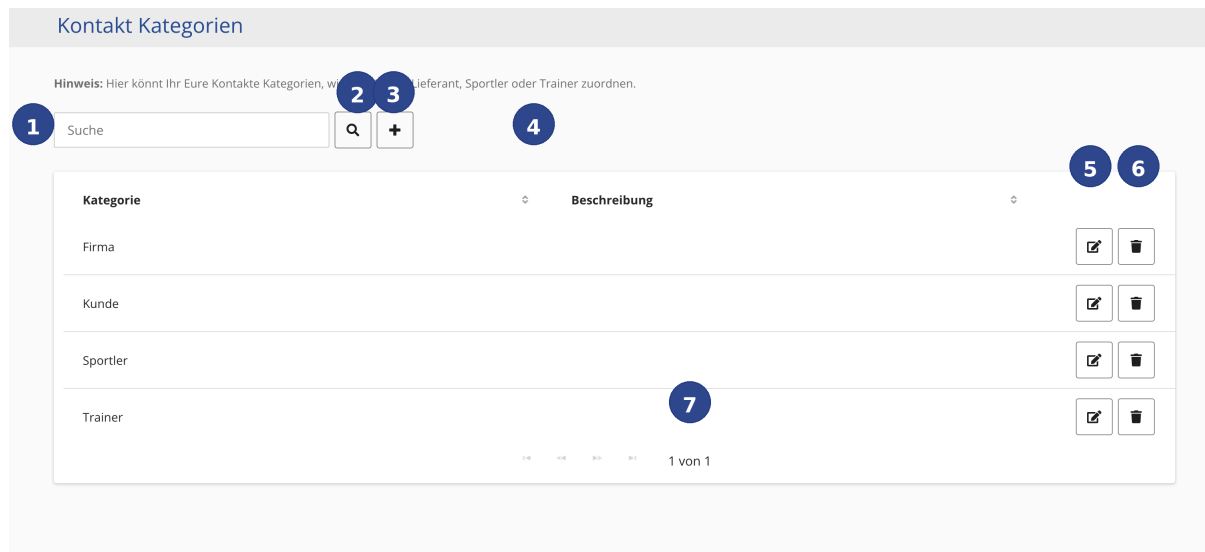 Kontakt Kategorien
Hinweis: Hier könnt Ihr Eure Kontakte Kategorien, Lieferant, Sportler oder Trainer zuordnen.
2 3
1 Suche 4
5 6
Kategorie Beschreibung
Firma
Kunde
Sportler
7
Trainer
1 von 1